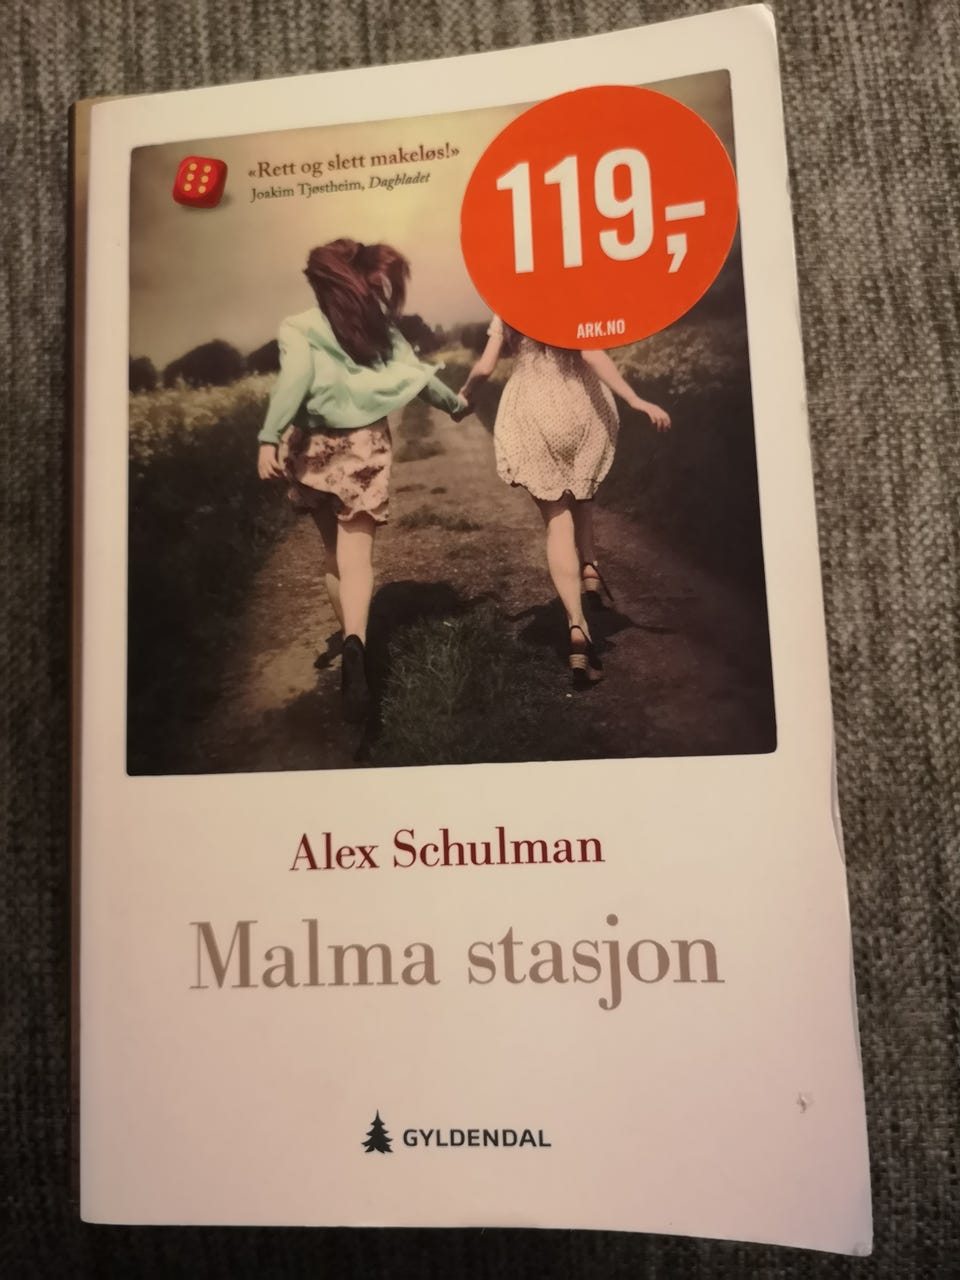 «Rett og slett makeløs!»
Joakim Tjøstheim, Dagbladet
119,-
ARK.NO
Alex Schulman
Malma stasjon
GYLDENDAL